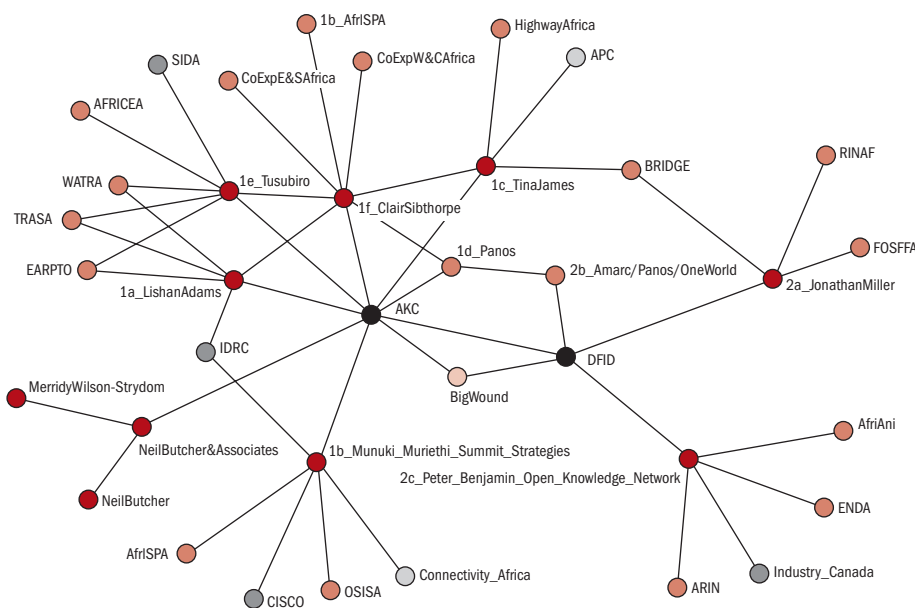 1b_AfrISPA
HighwayAfrica
SIDA
CoExpW&CAfrica
APC
CoExpE&SAfrica
AFRICEA
RINAF
WATRA
1e_Tusubiro
BRIDGE
1c_TinaJames
1f_ClairSibthorpe
TRASA
1d_Panos
FOSFFA
EARPTO
2b_Amarc/Panos/OneWorld
1a_LishanAdams
2a_JonathanMiller
AKC
IDRC
DFID
MerridyWilson-Strydom
BigWound
AfriAni
NeilButcher&Associates
1b_Munuki_Muriethi_Summit_Strategies
2c_Peter_Benjamin_Open_Knowledge_Network
NeilButcher
ENDA
AfrISPA
Connectivity_Africa
Industry_Canada
OSISA
ARIN
CISCO